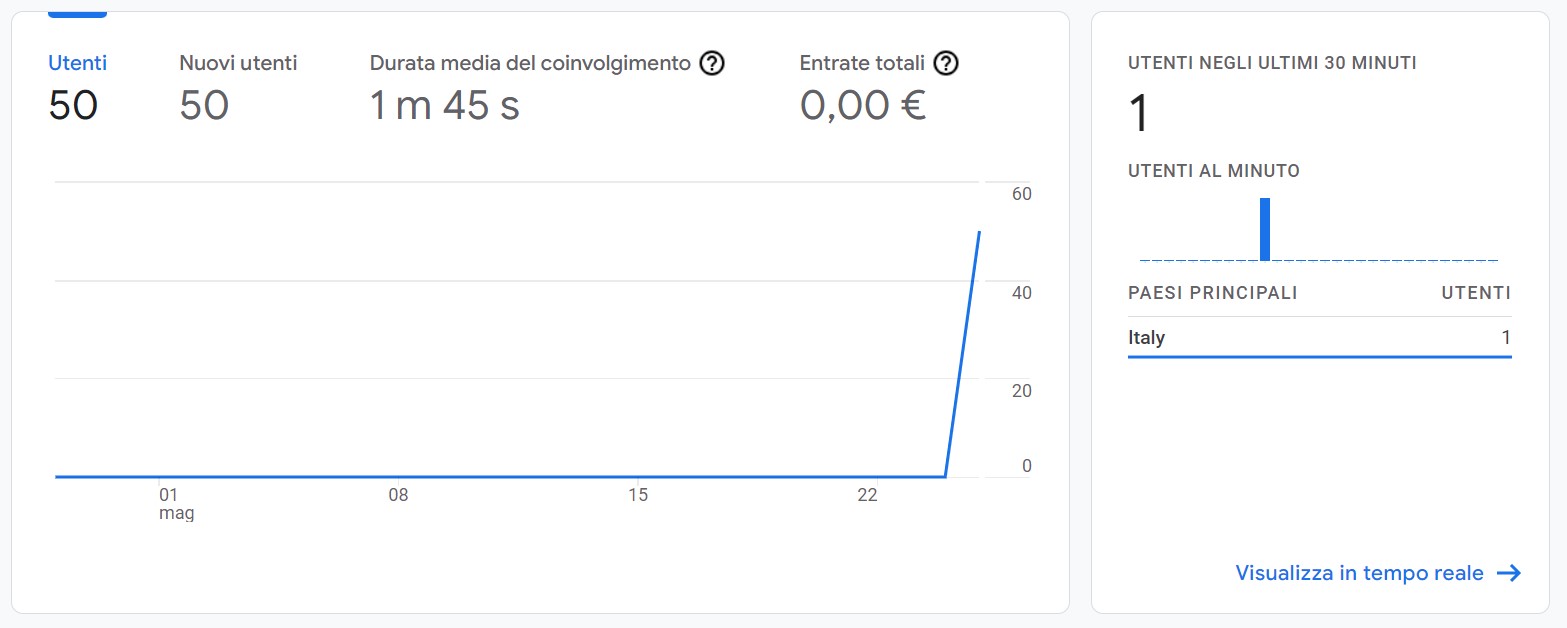 Utenti
50
Nuovi utenti
50
Durata media del coinvolgimento
1 m 45 s
Entrate totali
0,00 €
60
40
20
0
01
mag
08
15
22
UTENTI NEGLI ULTIMI 30 MINUTI
1
UTENTI AL MINUTO
PAESI PRINCIPALI UTENTI
Italy 1
Visualizza in tempo reale